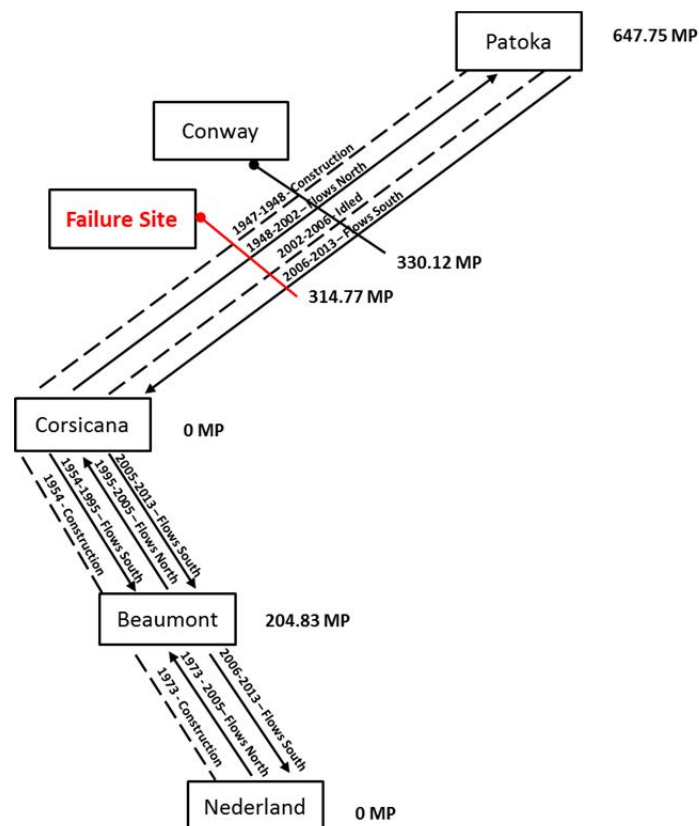 Patoka
647.75 MP
Conway
Failure Site
1947-1948 - Construction
1948-2002 – Flows North
2002-2006- Idled
2006-2013 – Flows South
330.12 MP
314.77 MP
Corsicana
0 MP
1954 - Construction
1954-1995 – Flows South
1995-2005 – Flows North
2005-2013 – Flows South
Beaumont
204.83 MP
1973 - Construction
1973 - 2005– Flows North
2006-2013 – Flows South
Nederland
0 MP